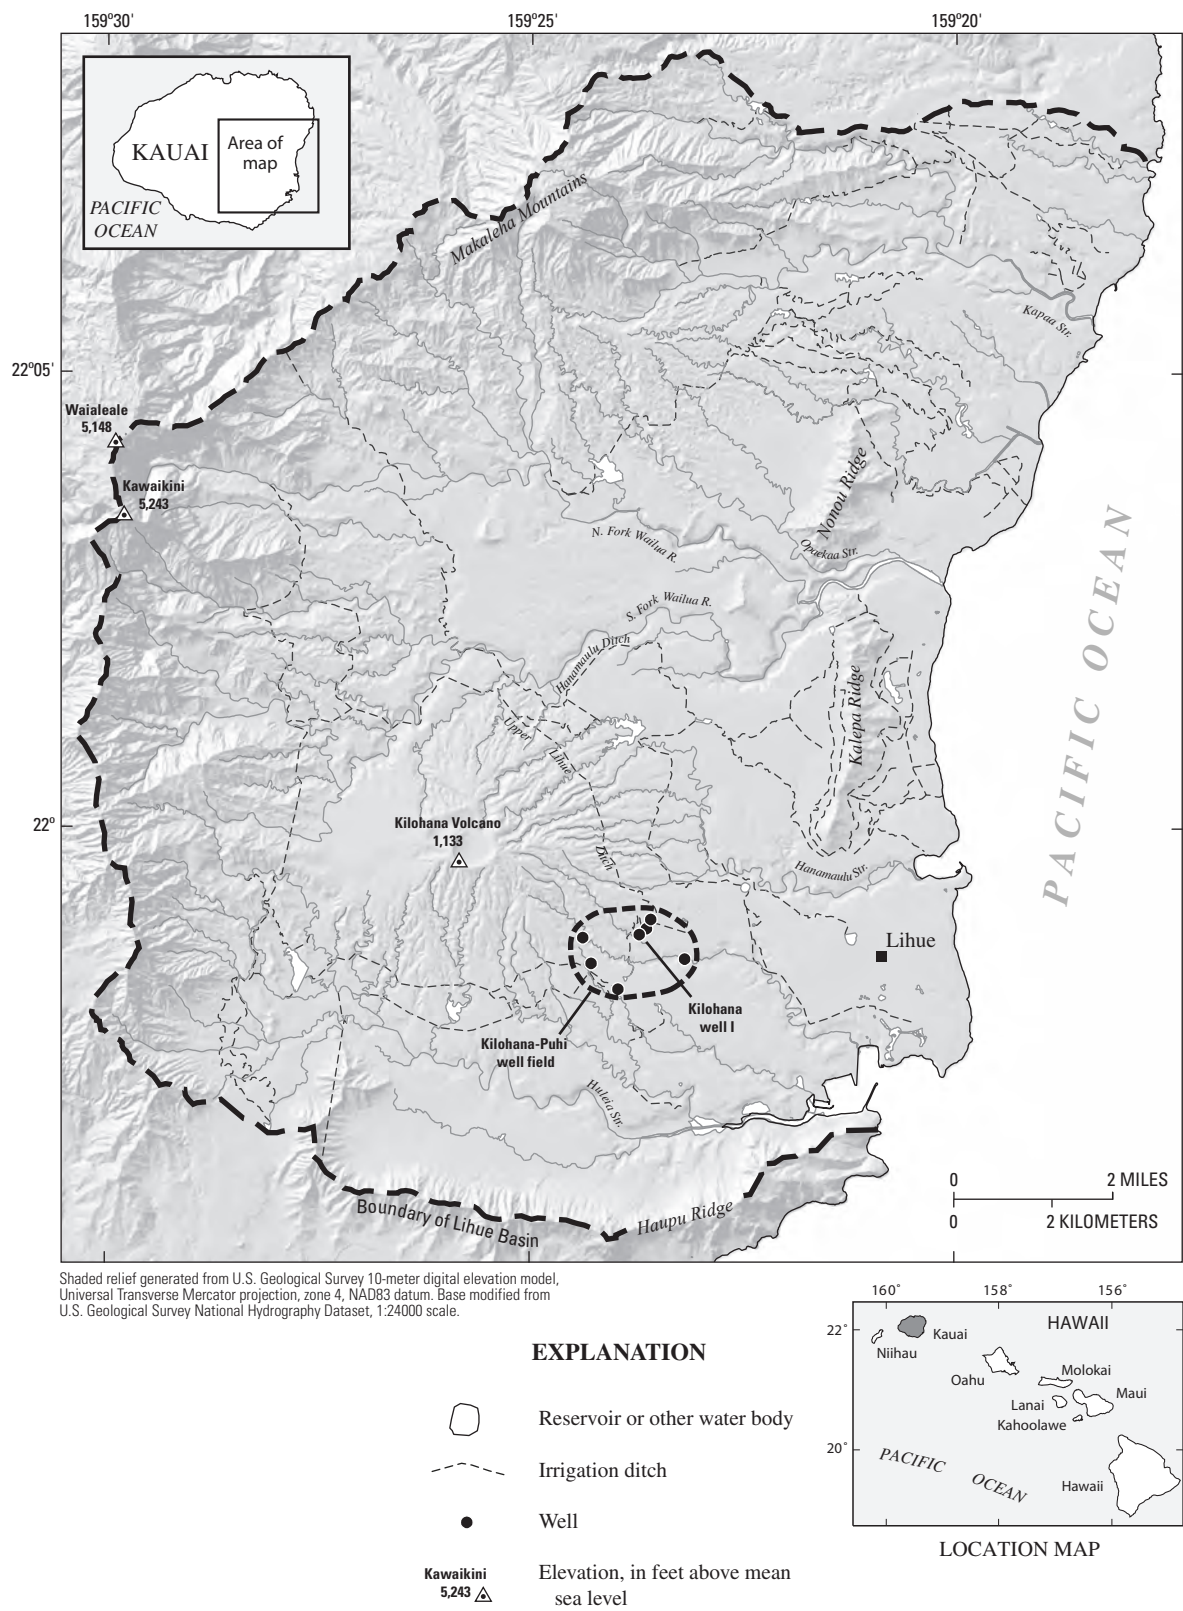 159°30'
159°25'
159°20'
KAUAI
Area of
map
PACIFIC
OCEAN
Makaleha Mountains
Kapaa Str.
22°05'
Waialeale
5,148
Kawaikini
5,243
Nonou Ridge
N. Fork Wailua R.
Opaekaa Str.
S. Fork Wailua R.
Hanamaulu Ditch
PACIFIC OCEAN
Kalepa Ridge
Upper
Lihue
Ditch
22°
Kilohana Volcano
1,133
Hanamaulu Str.
Lihue
Kilohana
well I
Kilohana-Puhi
well field
Huleia Str.
0
2 MILES
0
2 KILOMETERS
Boundary of Lihue Basin
Haupu Ridge
Shaded relief generated from U.S. Geological Survey 10-meter digital elevation model,
Universal Transverse Mercator projection, zone 4, NAD83 datum. Base modified from
U.S. Geological Survey National Hydrography Dataset, 1:24000 scale.
EXPLANATION
Reservoir or other water body
Irrigation ditch
Well
Kawaikini
5,243
Elevation, in feet above mean
sea level
160°
158°
156°
22°
20°
HAWAII
Kauai
Niihau
Oahu
Molokai
Lanai
Maui
Kahoolawe
Hawaii
PACIFIC OCEAN
LOCATION MAP